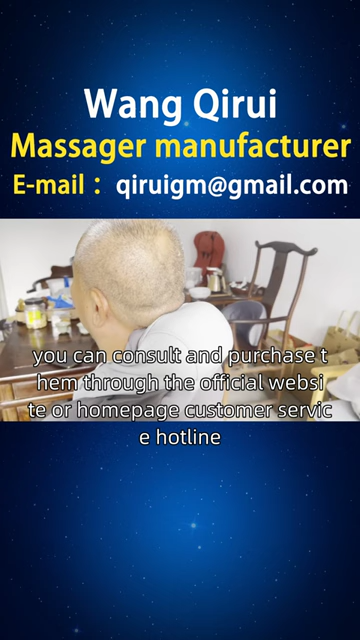 Wang Qirui
Massager manufacturer
E-mail： qiruigm@gmail.com
you can consult and purchase t
hem through the official websi
te or homepage customer servic
e hotline